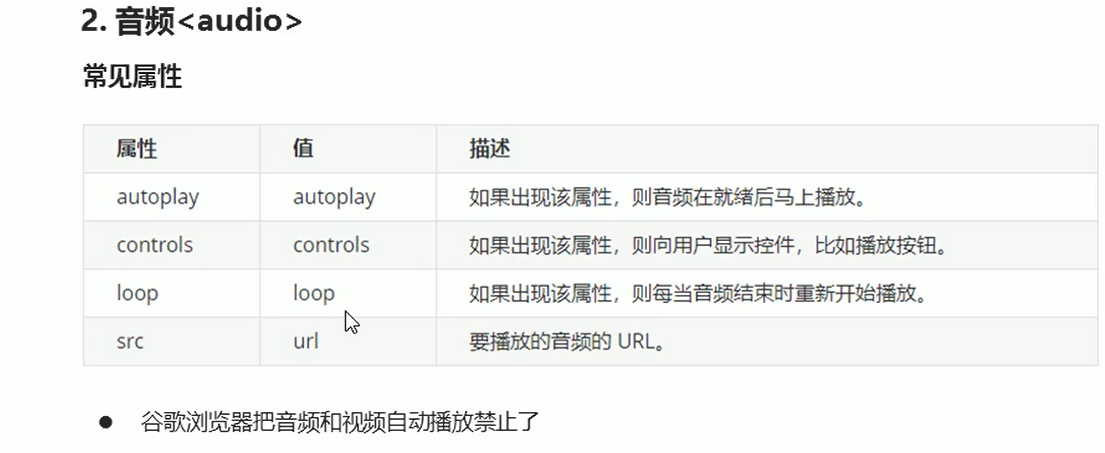 2. 音频<audio>
常见属性
属性 值 描述
autoplay autoplay 如果出现该属性，则音频在就绪后马上播放。
controls controls 如果出现该属性，则向用户显示控件，比如播放按钮。
loop loop 如果出现该属性，则每当音频结束时重新开始播放。
src url 要播放的音频的 URL。
● 谷歌浏览器把音频和视频自动播放禁止了